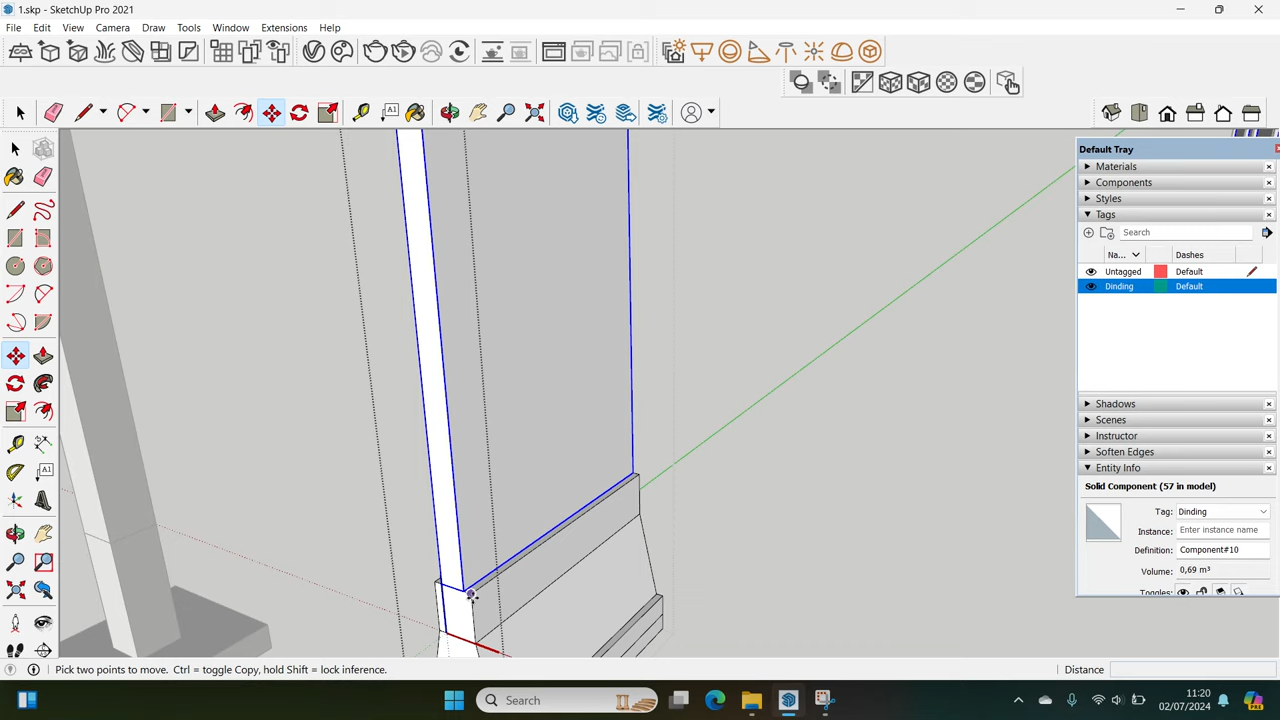 1.skp - SketchUp Pro 2021
File Edit View Camera Draw Tools Window Extensions Help
A1
Default Tray
Materials
Components
Styles
Tags
Search
Na... Dashes
Untagged Default
Dinding Default
A1
Shadows
Scenes
Instructor
Soften Edges
Entity Info
Solid Component (57 in model)
Tag: Dinding
Instance: Enter instance name
Definition: Component#10
Volume: 0,69 m³
Toggles:
Pick two points to move. Ctrl = toggle Copy, hold Shift = lock inference.
Distance
Search
11:20
02/07/2024